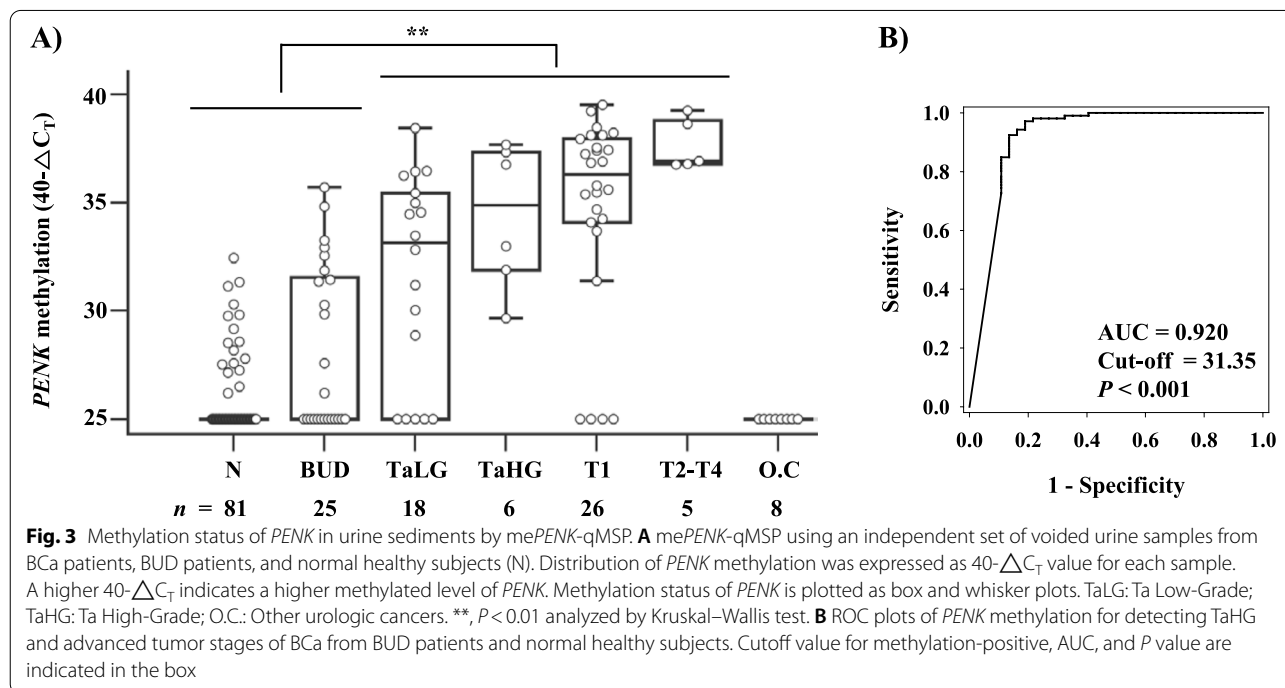 A)
**
PENK methylation (40-△CT)
40
35
30
25
N BUD TaLG TaHG T1 T2-T4 O.C
n = 81 25 18 6 26 5 8
B)
Sensitivity
1.0
0.8
0.6
0.4
0.2
0.0
AUC = 0.920
Cut-off = 31.35
P < 0.001
0.0 0.2 0.4 0.6 0.8 1.0
1 - Specificity
Fig. 3 Methylation status of PENK in urine sediments by mePENK-qMSP. A mePENK-qMSP using an independent set of voided urine samples from
BCa patients, BUD patients, and normal healthy subjects (N). Distribution of PENK methylation was expressed as 40-△CT value for each sample.
A higher 40-△CT indicates a higher methylated level of PENK. Methylation status of PENK is plotted as box and whisker plots. TaLG: Ta Low-Grade;
TaHG: Ta High-Grade; O.C.: Other urologic cancers. **, P < 0.01 analyzed by Kruskal–Wallis test. B ROC plots of PENK methylation for detecting TaHG
and advanced tumor stages of BCa from BUD patients and normal healthy subjects. Cutoff value for methylation-positive, AUC, and P value are
indicated in the box